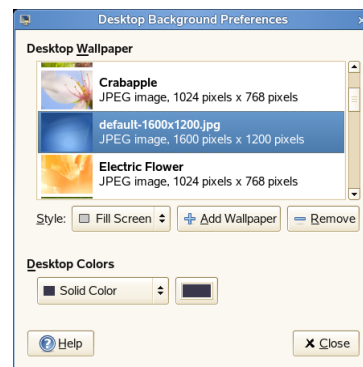 Desktop Background Preferences
Desktop Wallpaper
Crabapple
JPEG image, 1024 pixels x 768 pixels
default-1600x1200.jpg
JPEG image, 1600 pixels x 1200 pixels
Electric Flower
JPEG image, 1024 pixels x 768 pixels
Style: Fill Screen Add Wallpaper Remove
Desktop Colors
Solid Color
Help Close